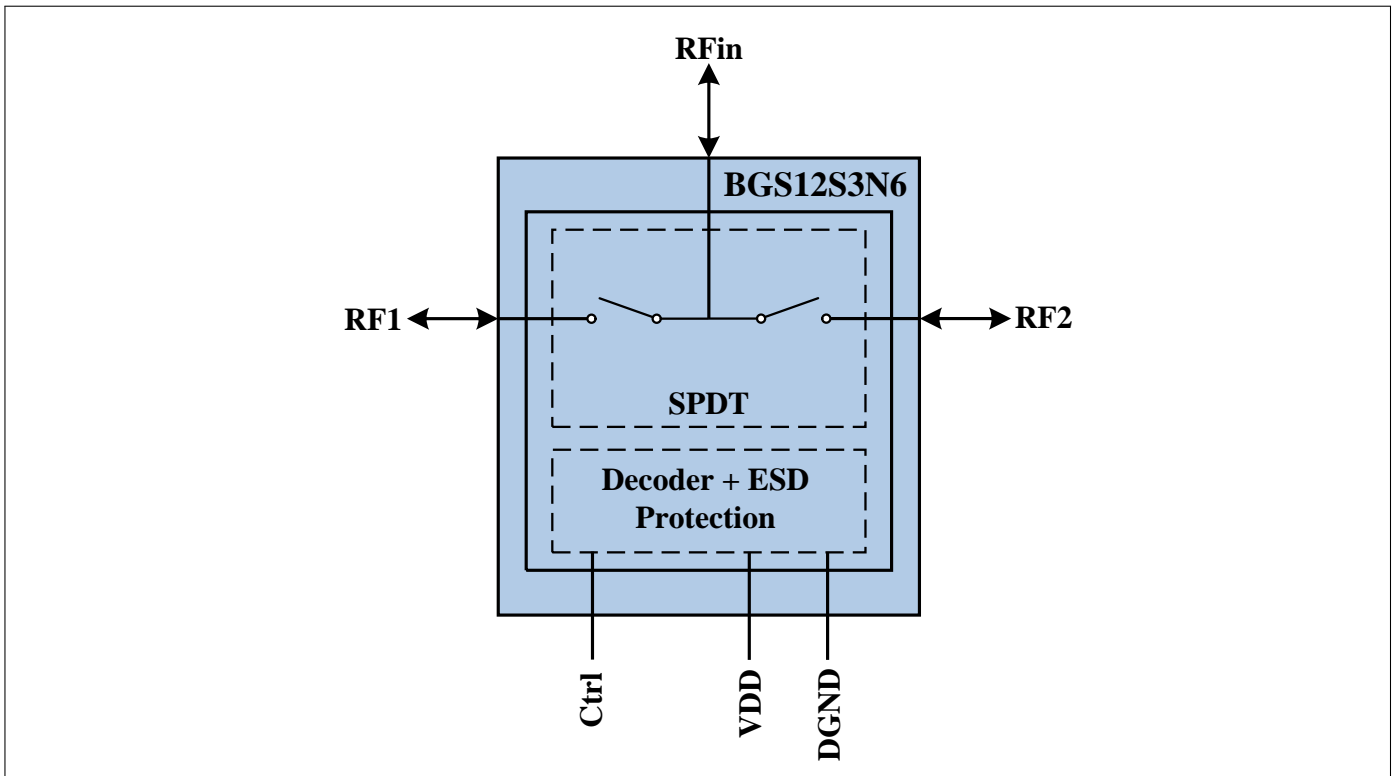 RFin
BGS12S3N6
RF1
RF2
SPDT
Decoder + ESD
Protection
Ctrl
VDD
DGND